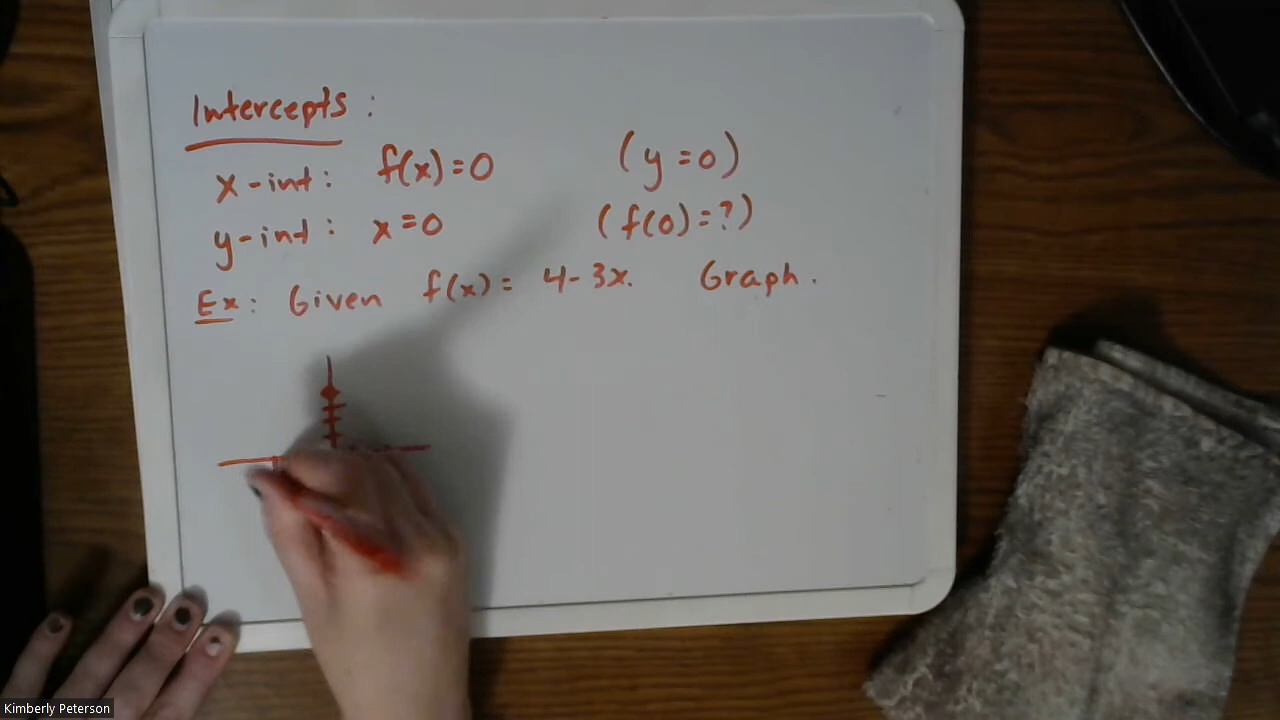 Intercepts :
x-int: f(x)=0 (y=0)
y-int: x=0 (f(0)=?)
Ex: Given f(x)= 4-3x. Graph.
Kimberly Peterson